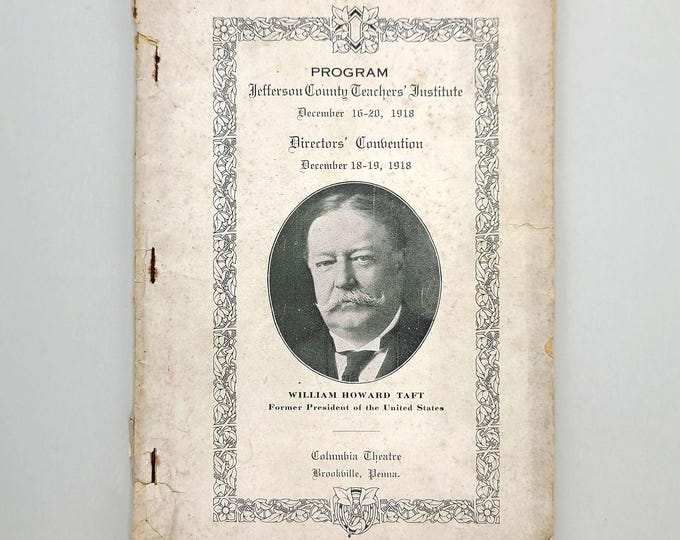 PROGRAM
Jefferson County Teachers' Institute
December 16-20, 1918
Directors' Convention
December 18-19, 1918
WILLIAM HOWARD TAFT
Former President of the United States
Columbia Theatre
Brookville, Penna.